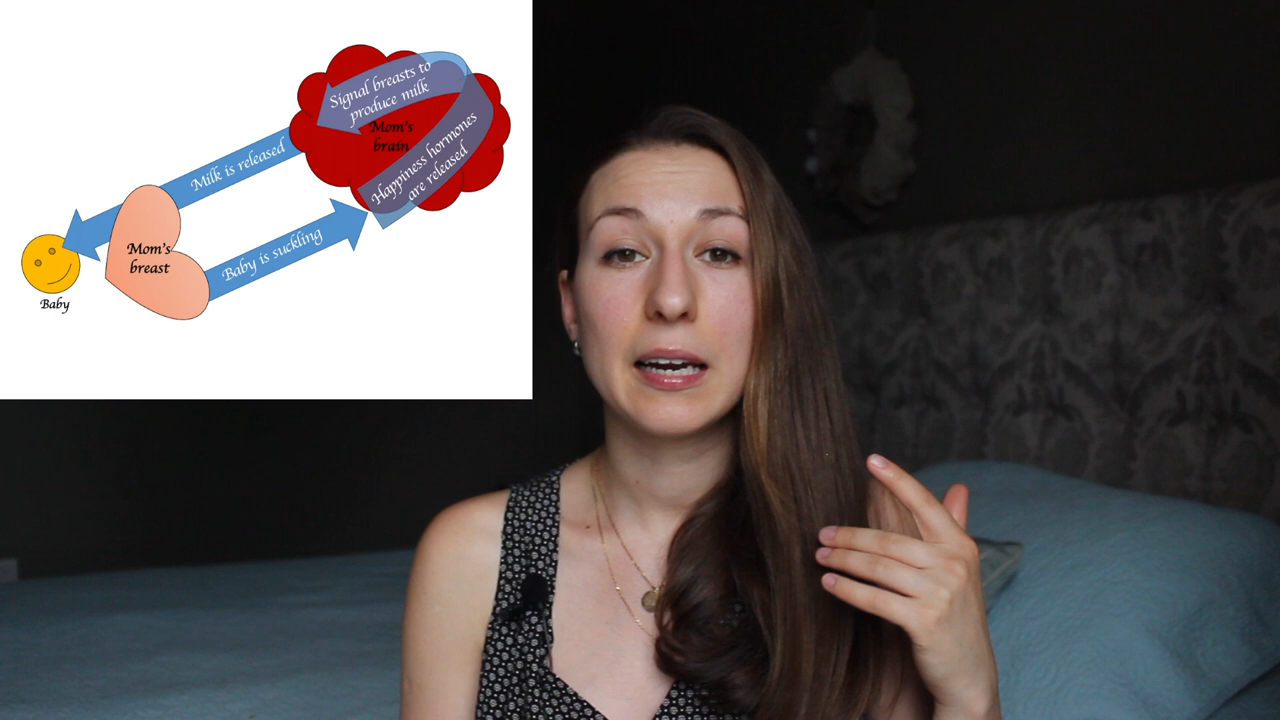 Signal breasts to
produce milk
Mom's
brain
Happiness hormones
are released
Milk is released
Mom's
breast
Baby is suckling
Baby